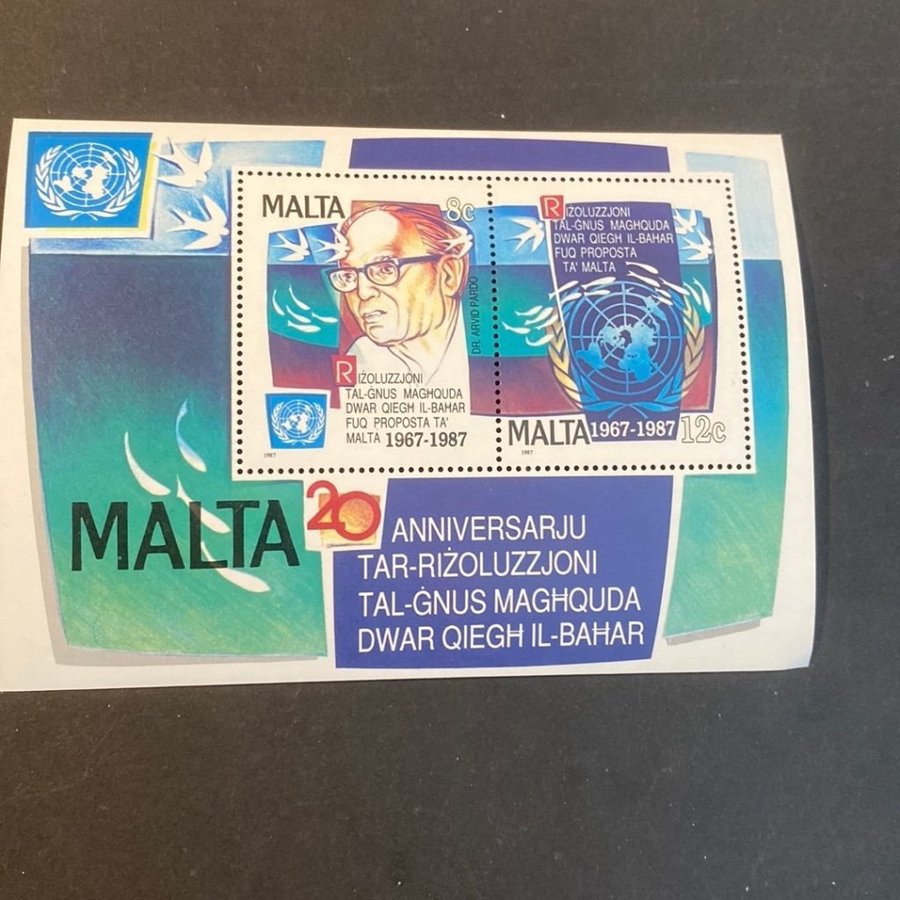 MALTA 8c
DR. ARVID PARDO
RIŻOLUZZJONI
TAL-ĠNUS MAGĦQUDA
DWAR QIEGĦ IL-BAĦAR
FUQ PROPOSTA TA'
MALTA 1967-1987
1987
RIŻOLUZZJONI
TAL-ĠNUS MAGĦQUDA
DWAR QIEGĦ IL-BAĦAR
FUQ PROPOSTA
TA' MALTA
MALTA 1967-1987 12c
1987
MALTA
20 ANNIVERSARJU
TAR-RIŻOLUZZJONI
TAL-ĠNUS MAGĦQUDA
DWAR QIEGĦ IL-BAĦAR